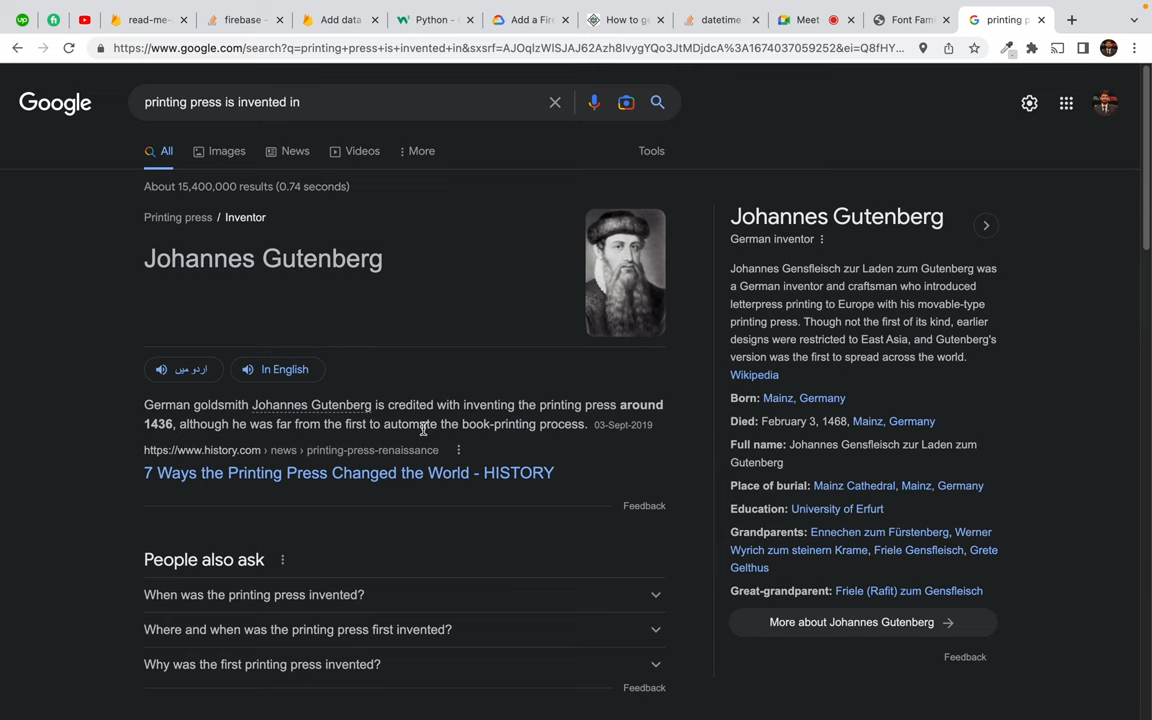 read-me-
firebase -
Add data
Python -
Add a Fire
How to ge
datetime
Meet
Font Fam
printing p
https://www.google.com/search?q=printing+press+is+invented+in&sxsrf=AJOqlzWlSJAJ62Azh8IvygYQo3JtMDjdcA%3A1674037059252&ei=Q8fHY...
Google
printing press is invented in
All
Images
News
Videos
More
Tools
About 15,400,000 results (0.74 seconds)
Printing press / Inventor
Johannes Gutenberg
اردو میں
In English
German goldsmith Johannes Gutenberg is credited with inventing the printing press around
1436, although he was far from the first to automate the book-printing process. 03-Sept-2019
https://www.history.com › news › printing-press-renaissance
7 Ways the Printing Press Changed the World - HISTORY
Feedback
People also ask
When was the printing press invented?
Where and when was the printing press first invented?
Why was the first printing press invented?
Feedback
Johannes Gutenberg
German inventor
Johannes Gensfleisch zur Laden zum Gutenberg was
a German inventor and craftsman who introduced
letterpress printing to Europe with his movable-type
printing press. Though not the first of its kind, earlier
designs were restricted to East Asia, and Gutenberg's
version was the first to spread across the world.
Wikipedia
Born: Mainz, Germany
Died: February 3, 1468, Mainz, Germany
Full name: Johannes Gensfleisch zur Laden zum
Gutenberg
Place of burial: Mainz Cathedral, Mainz, Germany
Education: University of Erfurt
Grandparents: Ennechen zum Fürstenberg, Werner
Wyrich zum steinern Krame, Friele Gensfleisch, Grete
Gelthus
Great-grandparent: Friele (Rafit) zum Gensfleisch
More about Johannes Gutenberg
Feedback